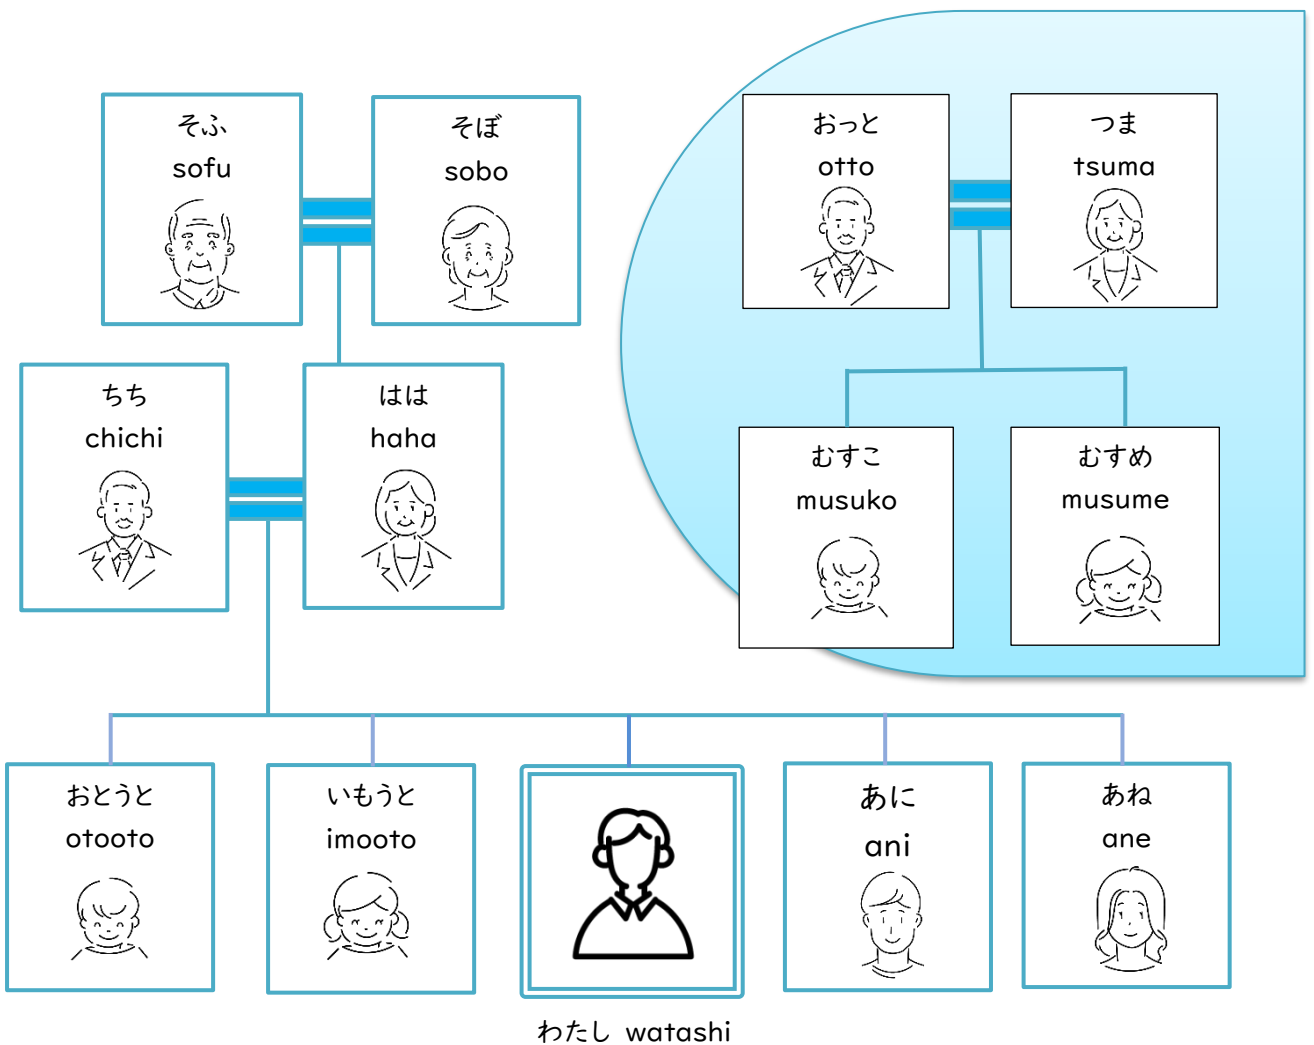 そふ
sofu
そぼ
sobo
おっと
otto
つま
tsuma
ちち
chichi
はは
haha
むすこ
musuko
むすめ
musume
おとうと
otooto
いもうと
imooto
あに
ani
あね
ane
わたし watashi